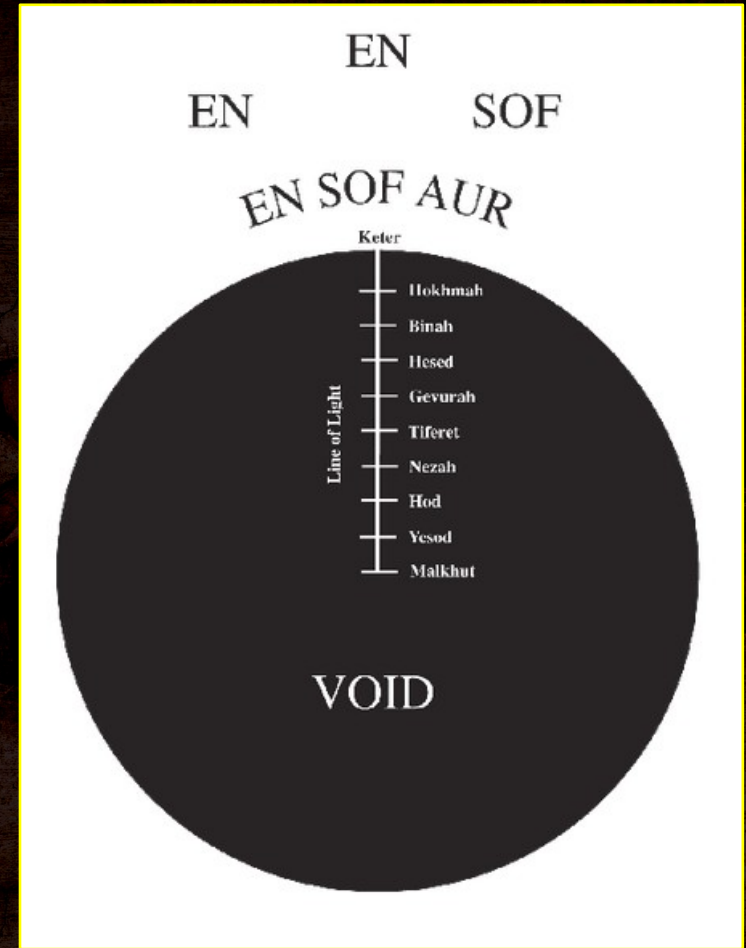 EN
EN SOF
EN SOF AUR
Keter
Hokhmah
Binah
Hesed
Gevurah
Line of Light
Tiferet
Nezah
Hod
Yesod
Malkhut
VOID